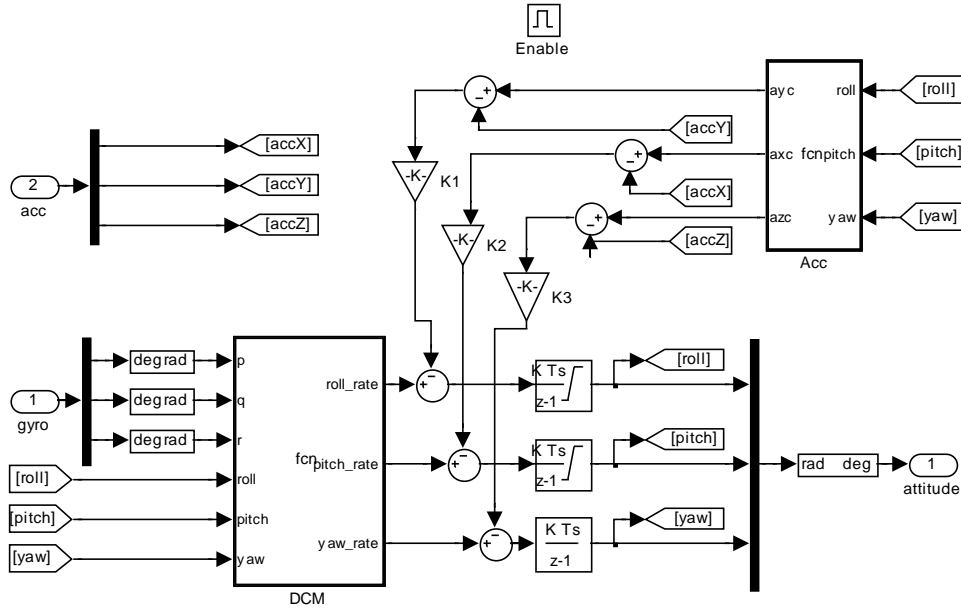 Enable
ayc
roll
[roll]
[accY]
[accX]
axc
fcn
pitch
[pitch]
-K-
K1
2
[accY]
[accX]
acc
azc
yaw
[yaw]
[accZ]
-K-
K2
[accZ]
Acc
-K-
K3
degrad
p
[roll]
K Ts
z-1
roll_rate
1
degrad
q
gyro
degrad
r
[pitch]
fcn
pitch_rate
K Ts
z-1
rad deg
1
[roll]
roll
attitude
[pitch]
pitch
[yaw]
K Ts
z-1
[yaw]
yaw
yaw_rate
DCM